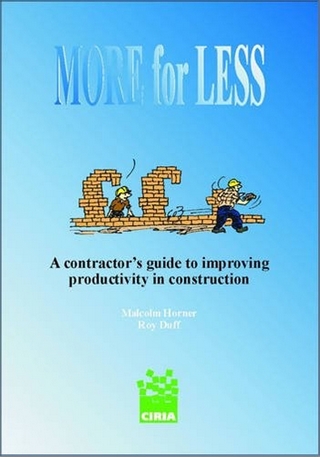 MORE for LESS
A contractor's guide to improving
productivity in construction
Malcolm Horner
Roy Duff
CIRIA